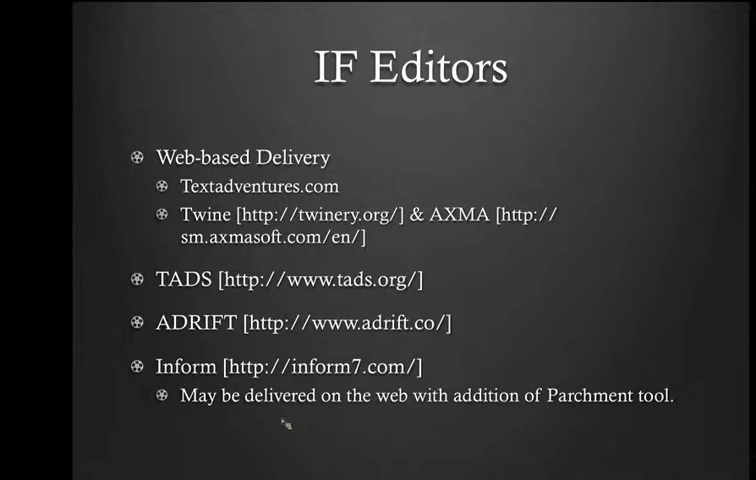 IF Editors
Web-based Delivery
Textadventures.com
Twine [http://twinery.org/] & AXMA [http://
sm.axmasoft.com/en/]
TADS [http://www.tads.org/]
ADRIFT [http://www.adrift.co/]
Inform [http://inform7.com/]
May be delivered on the web with addition of Parchment tool.